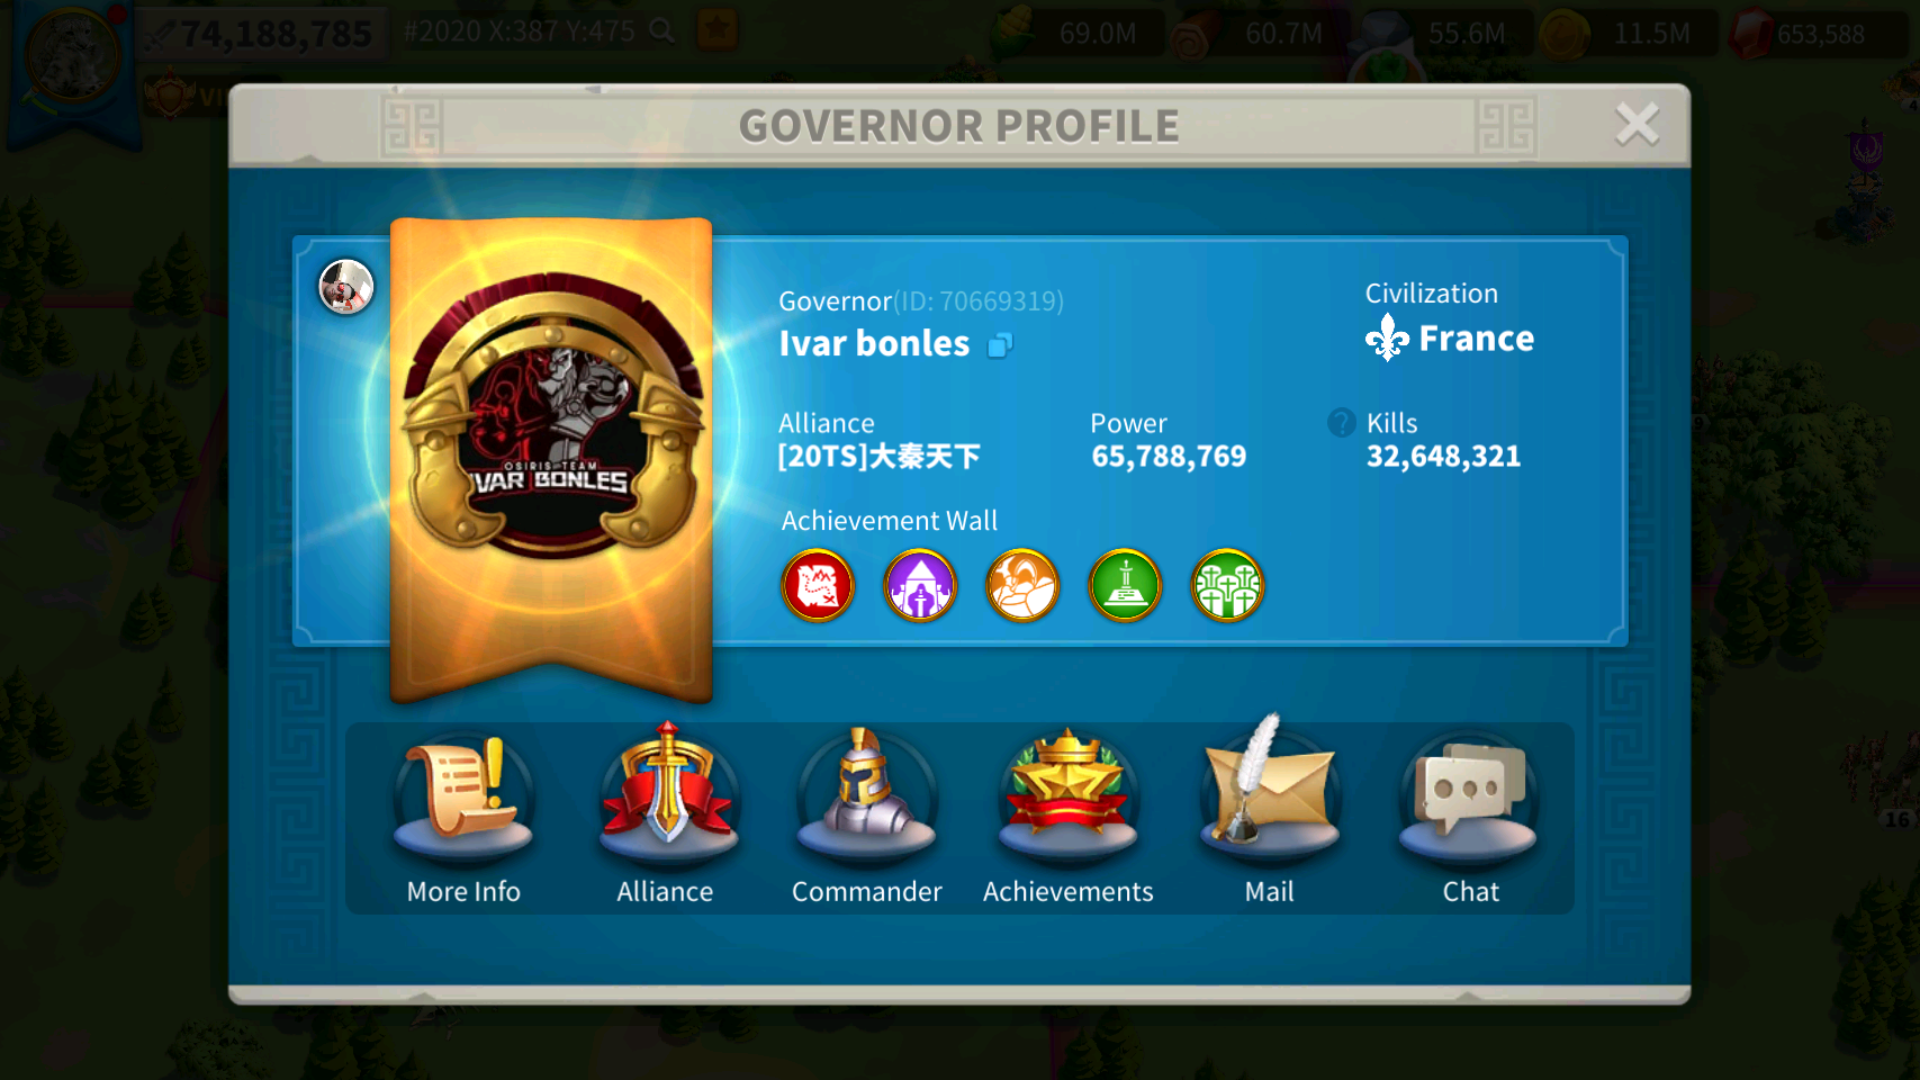 74,188,785
#2020 X:387 Y:475
69.0M
60.7M
55.6M
11.5M
653,588
GOVERNOR PROFILE
Governor(ID: 70669319)
Ivar bonles
Civilization
France
Alliance
[20TS]大秦天下
Power
65,788,769
?
Kills
32,648,321
OSIRIS TEAM
IVAR BONLES
Achievement Wall
More Info
Alliance
Commander
Achievements
Mail
Chat
16